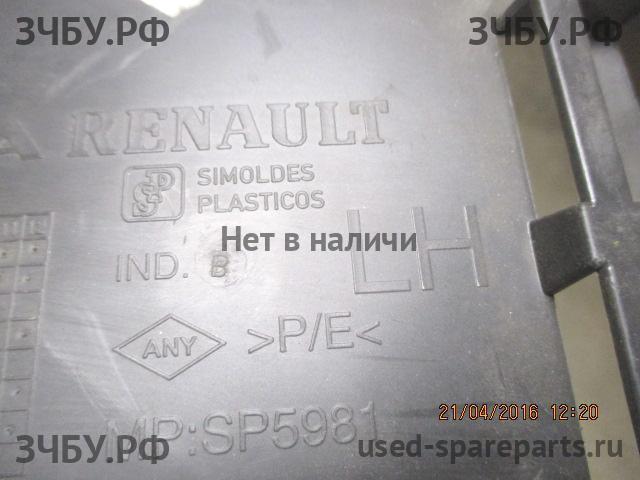 ЗЧБУ.РФ ЗЧБУ.РФ
RENAULT
SIMOLDES
PLASTICOS
Нет в наличи
LH
IND. B
ANY >P/E<
MP:SP5981
21/04/2016 12:20
ЗЧБУ.РФ used-spareparts.ru